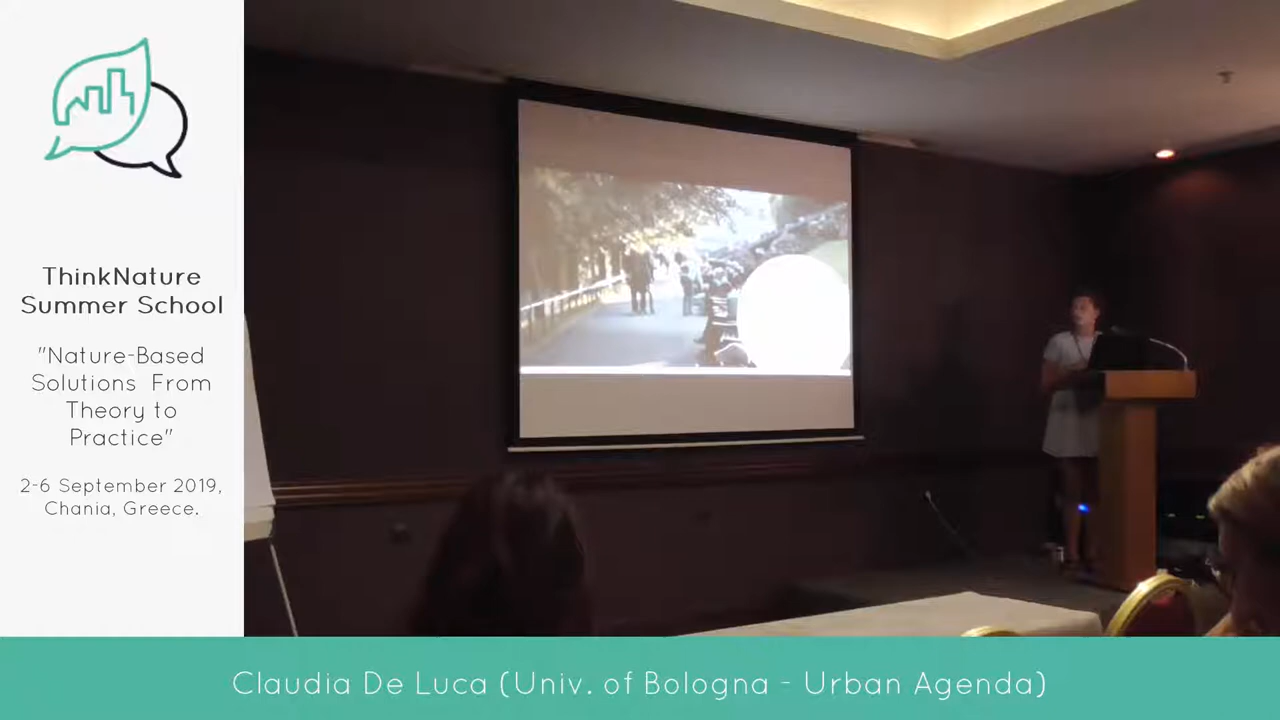 ThinkNature
Summer School
"Nature-Based
Solutions From
Theory to
Practice"
2-6 September 2019,
Chania, Greece.
Claudia De Luca (Univ. of Bologna - Urban Agenda)